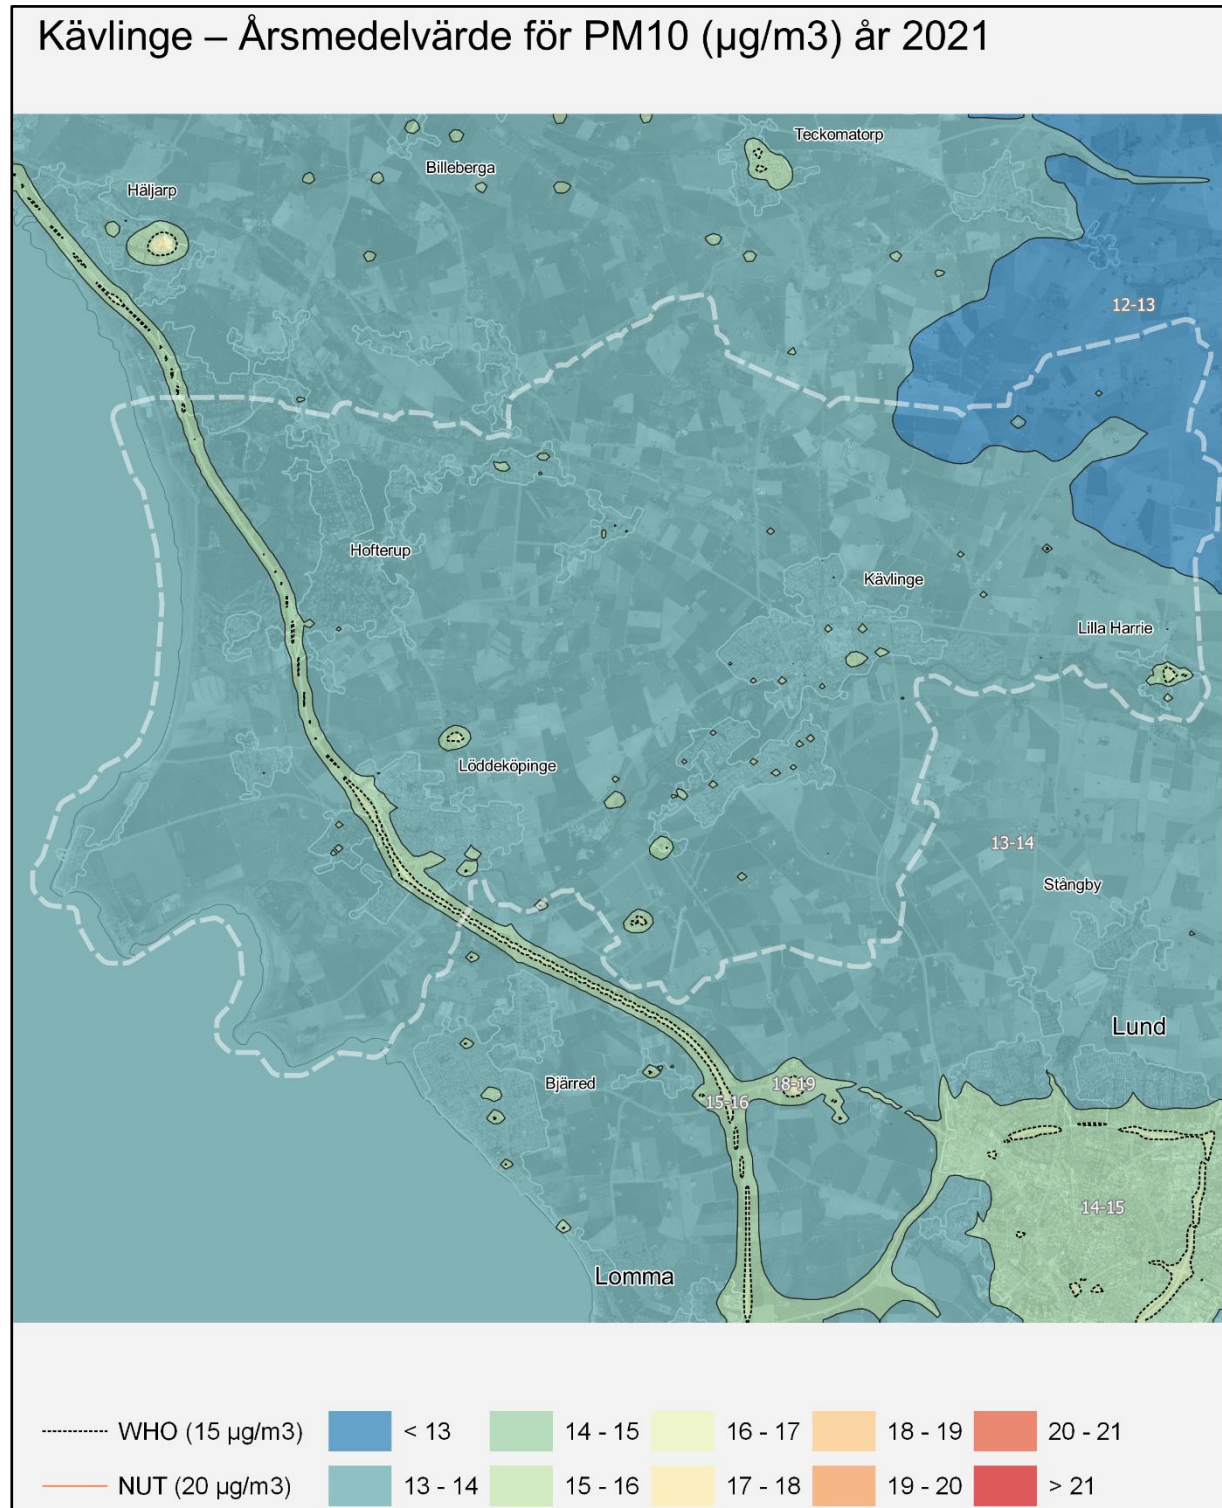 Kävlinge – Årsmedelvärde för PM10 (µg/m3) år 2021
Teckomatorp
Billeberga
Häljarp
12-13
Hofterup
Kävlinge
Lilla Harrie
Löddeköpinge
13-14
Stångby
Lund
Bjärred
18-19
15-16
14-15
Lomma
WHO (15 µg/m3) < 13 14 - 15 16 - 17 18 - 19 20 - 21
NUT (20 µg/m3) 13 - 14 15 - 16 17 - 18 19 - 20 > 21